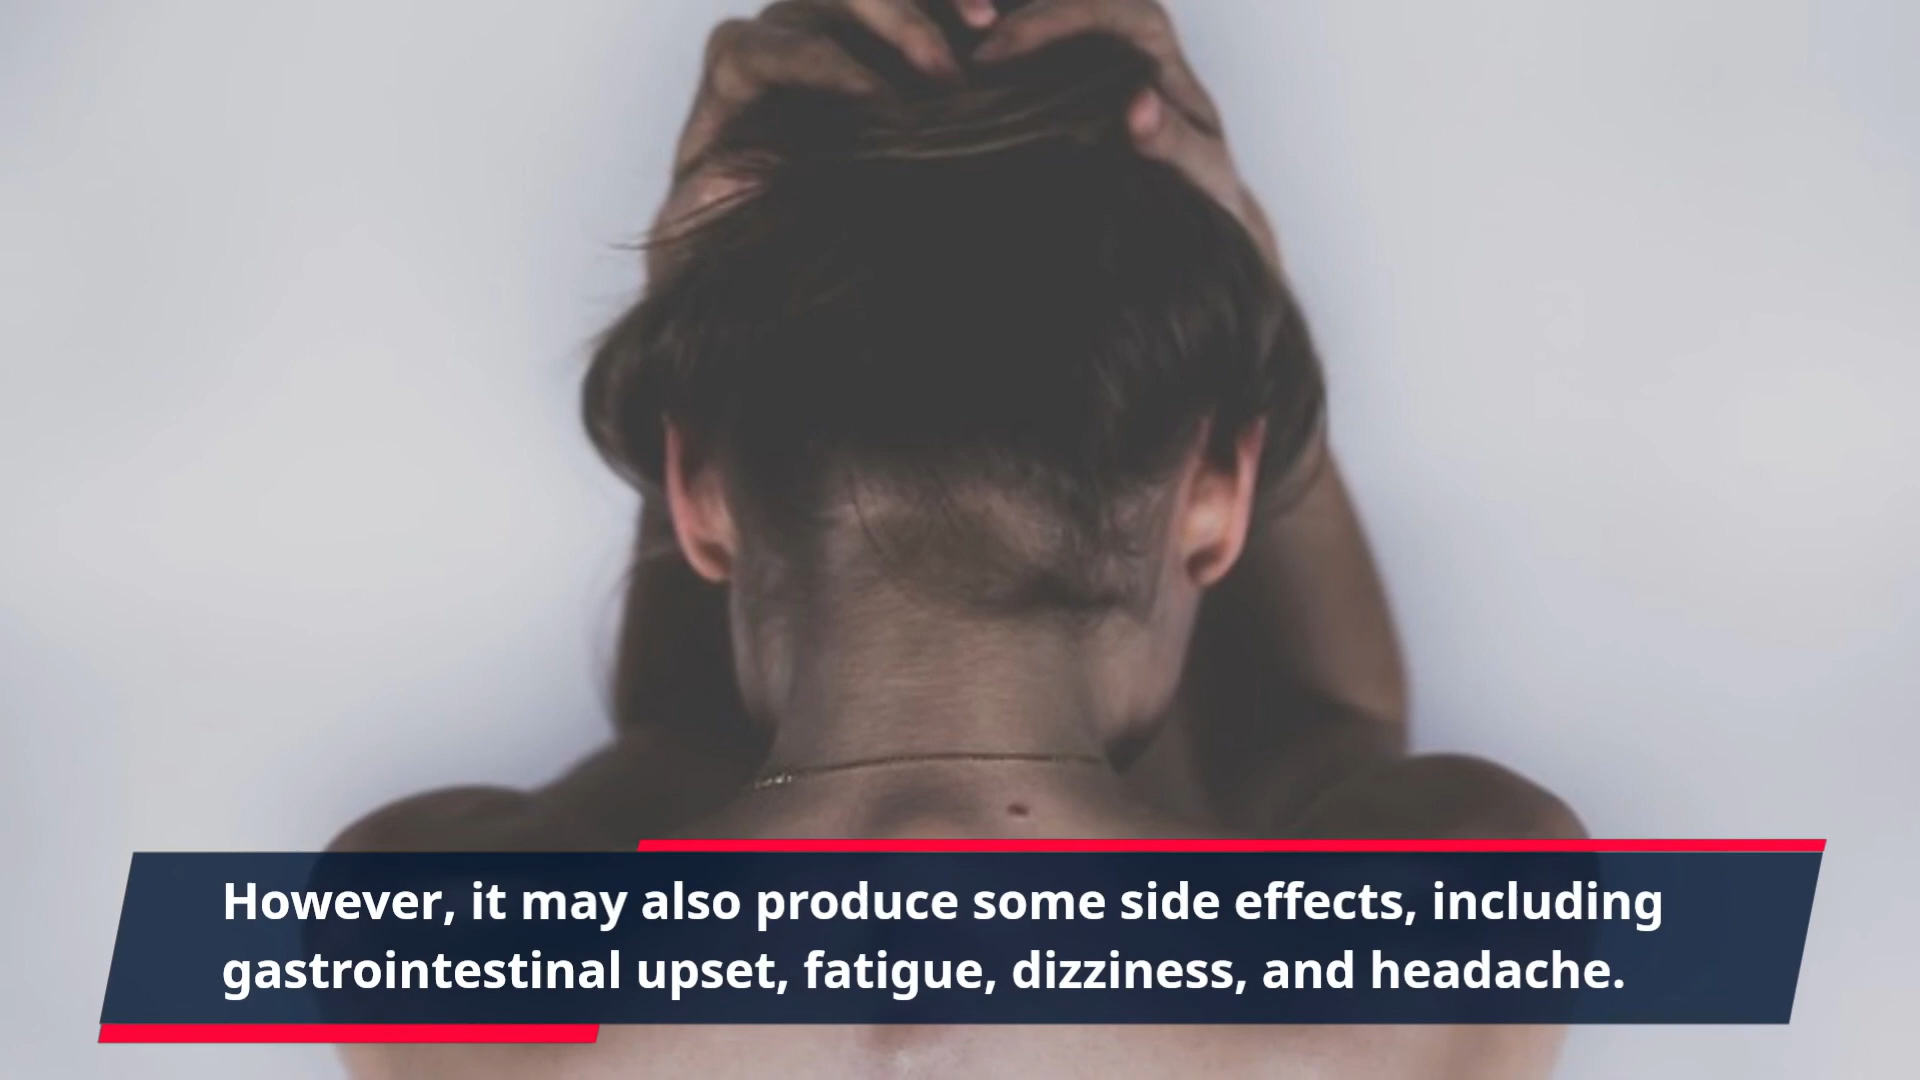 However, it may also produce some side effects, including
gastrointestinal upset, fatigue, dizziness, and headache.